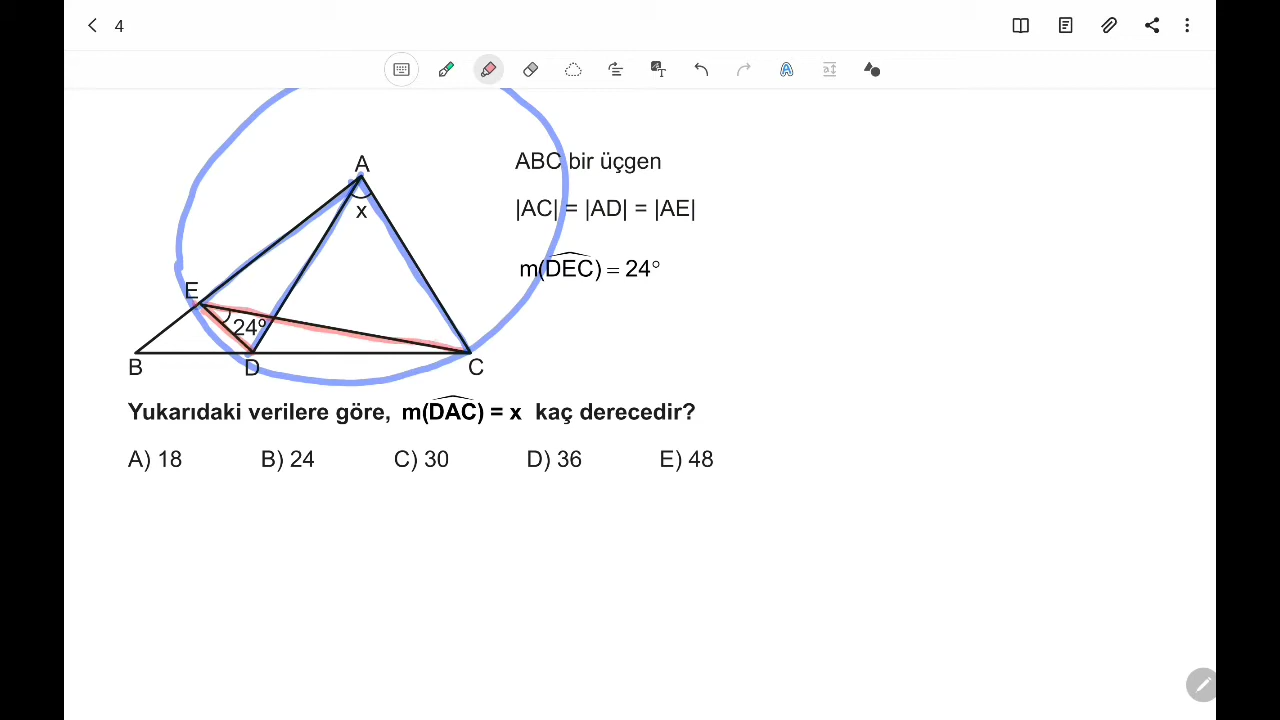 4
A
ABC bir üçgen
x
|AC| = |AD| = |AE|
m(DEC) = 24°
E
24°
B
D
C
Yukarıdaki verilere göre, m(DAC) = x kaç derecedir?
A) 18 B) 24 C) 30 D) 36 E) 48